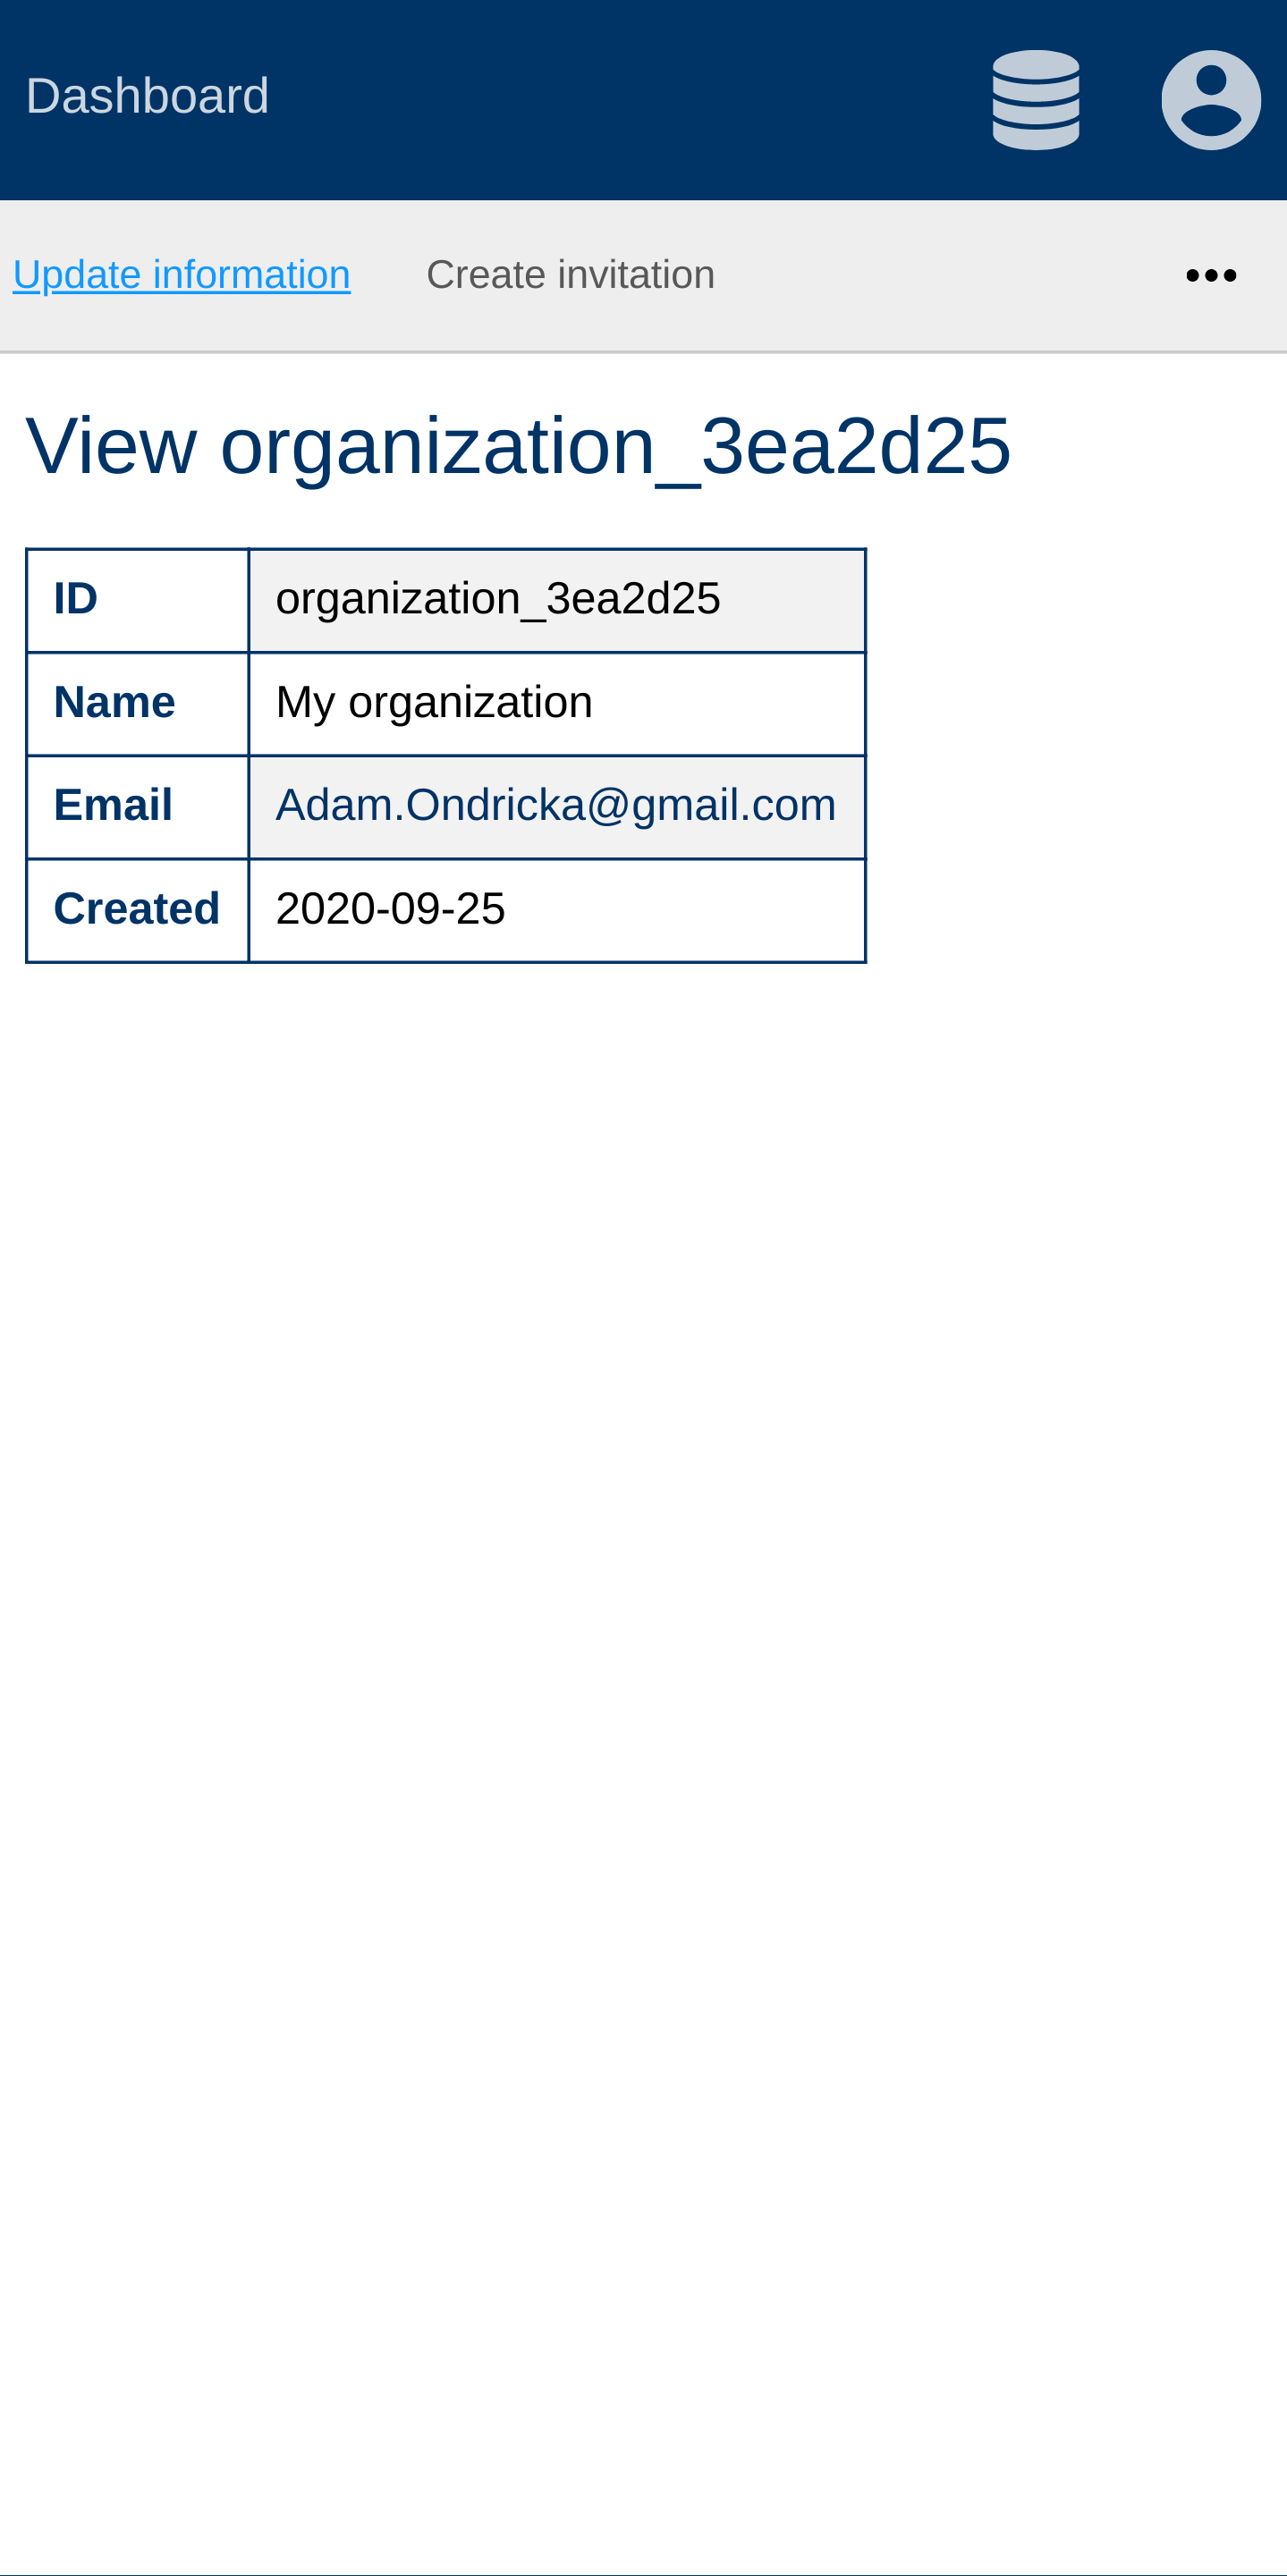 Dashboard
Update information Create invitation •••
View organization_3ea2d25
ID organization_3ea2d25
Name My organization
Email Adam.Ondricka@gmail.com
Created 2020-09-25